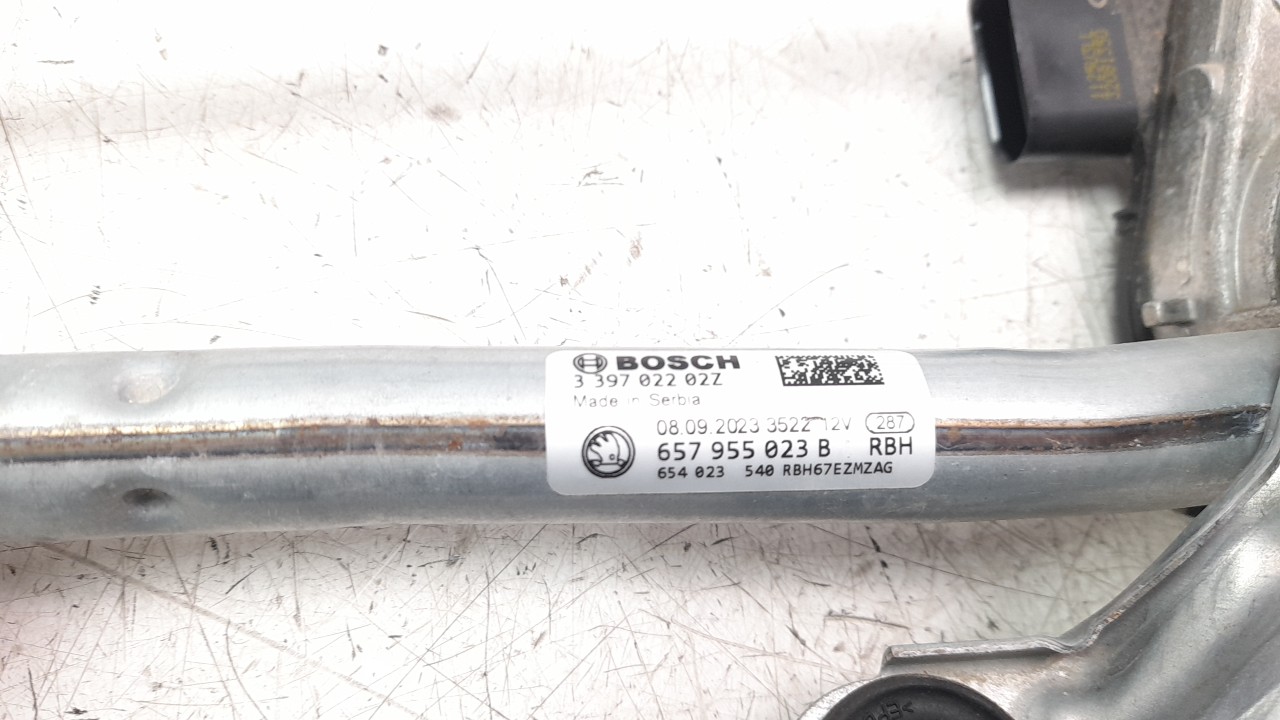 BOSCH
3 397 022 02Z
Made in Serbia
08.09.2023 3522 12V 287
657 955 023 B RBH
654 023 540 RBH67EZMZAG